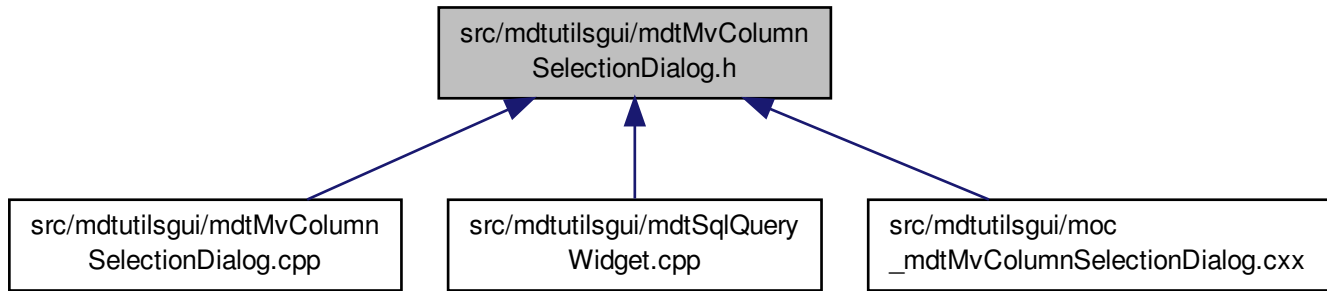 src/mdtutilsgui/mdtMvColumn
SelectionDialog.h
src/mdtutilsgui/mdtMvColumn
SelectionDialog.cpp
src/mdtutilsgui/mdtSqlQuery
Widget.cpp
src/mdtutilsgui/moc
_mdtMvColumnSelectionDialog.cxx